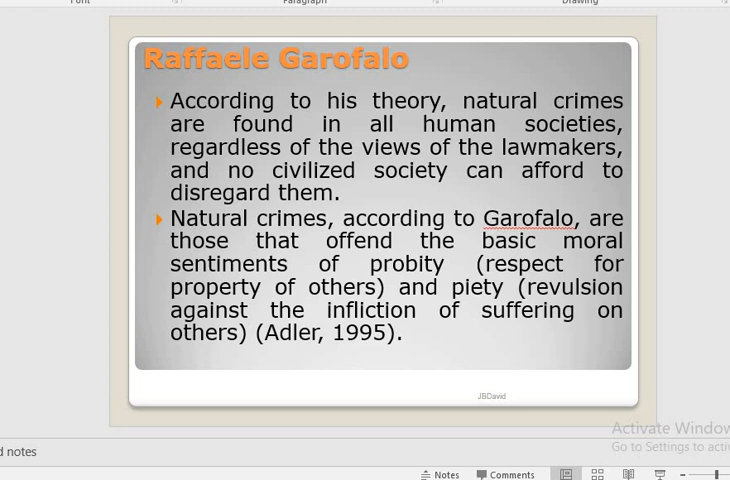 Font Paragraph Drawing
Raffaele Garofalo
According to his theory, natural crimes
are found in all human societies,
regardless of the views of the lawmakers,
and no civilized society can afford to
disregard them.
Natural crimes, according to Garofalo, are
those that offend the basic moral
sentiments of probity (respect for
property of others) and piety (revulsion
against the infliction of suffering on
others) (Adler, 1995).
JBDavid
Activate Window
Go to Settings to activ
d notes
Notes Comments